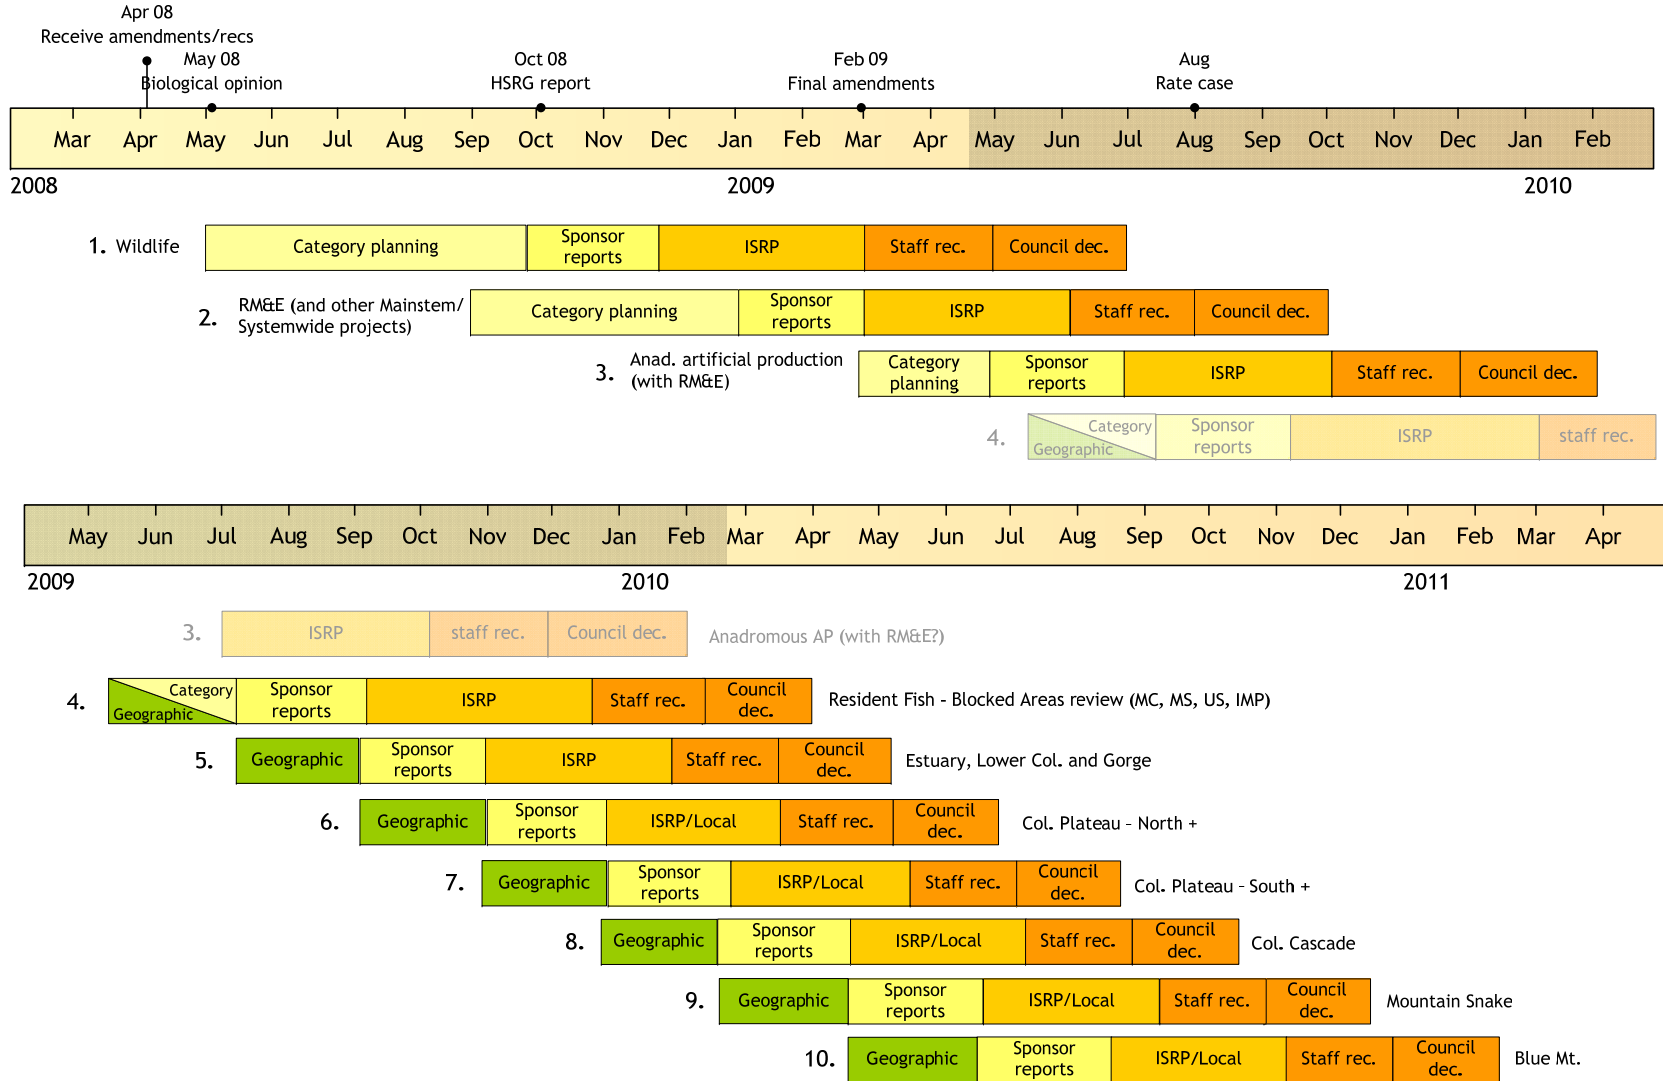 Apr 08
Receive amendments/recs
May 08
Biological opinion
Oct 08
HSRG report
Feb 09
Final amendments
Aug
Rate case
Mar Apr May Jun Jul Aug Sep Oct Nov Dec Jan Feb Mar Apr May Jun Jul Aug Sep Oct Nov Dec Jan Feb
2008 2009 2010
1. Wildlife
Category planning
Sponsor
reports
ISRP
Staff rec.
Council dec.
2. RM&E (and other Mainstem/
Systemwide projects)
Category planning
Sponsor
reports
ISRP
Staff rec.
Council dec.
3. Anad. artificial production
(with RM&E)
Category
planning
Sponsor
reports
ISRP
Staff rec.
Council dec.
4.
Category
Geographic
Sponsor
reports
ISRP
staff rec.
May Jun Jul Aug Sep Oct Nov Dec Jan Feb Mar Apr May Jun Jul Aug Sep Oct Nov Dec Jan Feb Mar Apr
2009 2010 2011
3.
ISRP
staff rec.
Council dec.
Anadromous AP (with RM&E?)
4.
Category
Geographic
Sponsor
reports
ISRP
Staff rec.
Council
dec.
Resident Fish - Blocked Areas review (MC, MS, US, IMP)
5.
Geographic
Sponsor
reports
ISRP
Staff rec.
Council
dec.
Estuary, Lower Col. and Gorge
6.
Geographic
Sponsor
reports
ISRP/Local
Staff rec.
Council
dec.
Col. Plateau - North +
7.
Geographic
Sponsor
reports
ISRP/Local
Staff rec.
Council
dec.
Col. Plateau - South +
8.
Geographic
Sponsor
reports
ISRP/Local
Staff rec.
Council
dec.
Col. Cascade
9.
Geographic
Sponsor
reports
ISRP/Local
Staff rec.
Council
dec.
Mountain Snake
10.
Geographic
Sponsor
reports
ISRP/Local
Staff rec.
Council
dec.
Blue Mt.